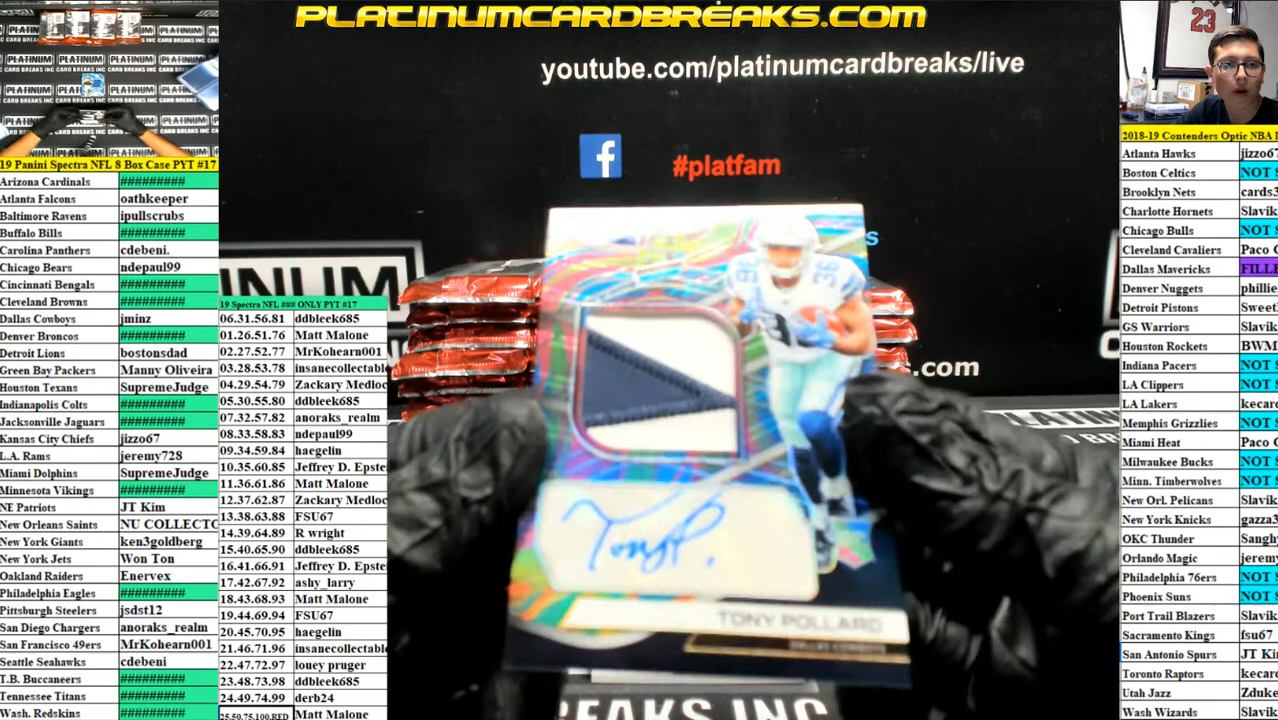 PLATINUMCARDBREAKS.COM
youtube.com/platinumcardbreaks/live
#platfam
23
19 Panini Spectra NFL 8 Box Case PYT #17
Arizona Cardinals #########
Atlanta Falcons oathkeeper
Baltimore Ravens ipullscrubs
Buffalo Bills #########
Carolina Panthers cdebeni.
Chicago Bears ndepaul99
Cincinnati Bengals #########
Cleveland Browns #########
Dallas Cowboys jminz
Denver Broncos #########
Detroit Lions bostonsdad
Green Bay Packers Manny Oliveira
Houston Texans SupremeJudge
Indianapolis Colts #########
Jacksonville Jaguars #########
Kansas City Chiefs jizzo67
L.A. Rams jeremy728
Miami Dolphins SupremeJudge
Minnesota Vikings #########
NE Patriots JT Kim
New Orleans Saints NU COLLECTO
New York Giants ken3goldberg
New York Jets Won Ton
Oakland Raiders Enervex
Philadelphia Eagles #########
Pittsburgh Steelers jsdst12
San Diego Chargers anoraks_realm
San Francisco 49ers MrKohearn001
Seattle Seahawks cdebeni
T.B. Buccaneers #########
Tennessee Titans #########
Wash. Redskins #########
19 Spectra NFL ### ONLY PYT #17
06.31.56.81 ddbleek685
01.26.51.76 Matt Malone
02.27.52.77 MrKohearn001
03.28.53.78 insanecollectable
04.29.54.79 Zackary Medloc
05.30.55.80 ddbleek685
07.32.57.82 anoraks_realm
08.33.58.83 ndepaul99
09.34.59.84 haegelin
10.35.60.85 Jeffrey D. Epste
11.36.61.86 Matt Malone
12.37.62.87 Zackary Medloc
13.38.63.88 FSU67
14.39.64.89 R wright
15.40.65.90 ddbleek685
16.41.66.91 Jeffrey D. Epste
17.42.67.92 ashy_larry
18.43.68.93 Matt Malone
19.44.69.94 FSU67
20.45.70.95 haegelin
21.46.71.96 insanecollectable
22.47.72.97 louey pruger
23.48.73.98 ddbleek685
24.49.74.99 derb24
25.50.75.100.RED Matt Malone
TONY POLLARD
DALLAS COWBOYS
BREAKS INC
2018-19 Contenders Optic NBA
Atlanta Hawks jizzo67
Boston Celtics NOT S
Brooklyn Nets cards3
Charlotte Hornets Slavik
Chicago Bulls NOT S
Cleveland Cavaliers Paco C
Dallas Mavericks FILLE
Denver Nuggets phillie
Detroit Pistons Sweet
GS Warriors Slavik
Houston Rockets BWM
Indiana Pacers NOT S
LA Clippers NOT S
LA Lakers kecare
Memphis Grizzlies NOT S
Miami Heat Paco C
Milwaukee Bucks NOT S
Minn. Timberwolves NOT S
New Orl. Pelicans Slavik
New York Knicks gazza3
OKC Thunder Sanghy
Orlando Magic jeremy
Philadelphia 76ers NOT S
Phoenix Suns NOT S
Port Trail Blazers Slavik
Sacramento Kings fsu67
San Antonio Spurs JT Ki
Toronto Raptors kecare
Utah Jazz Zduke
Wash Wizards Slavik